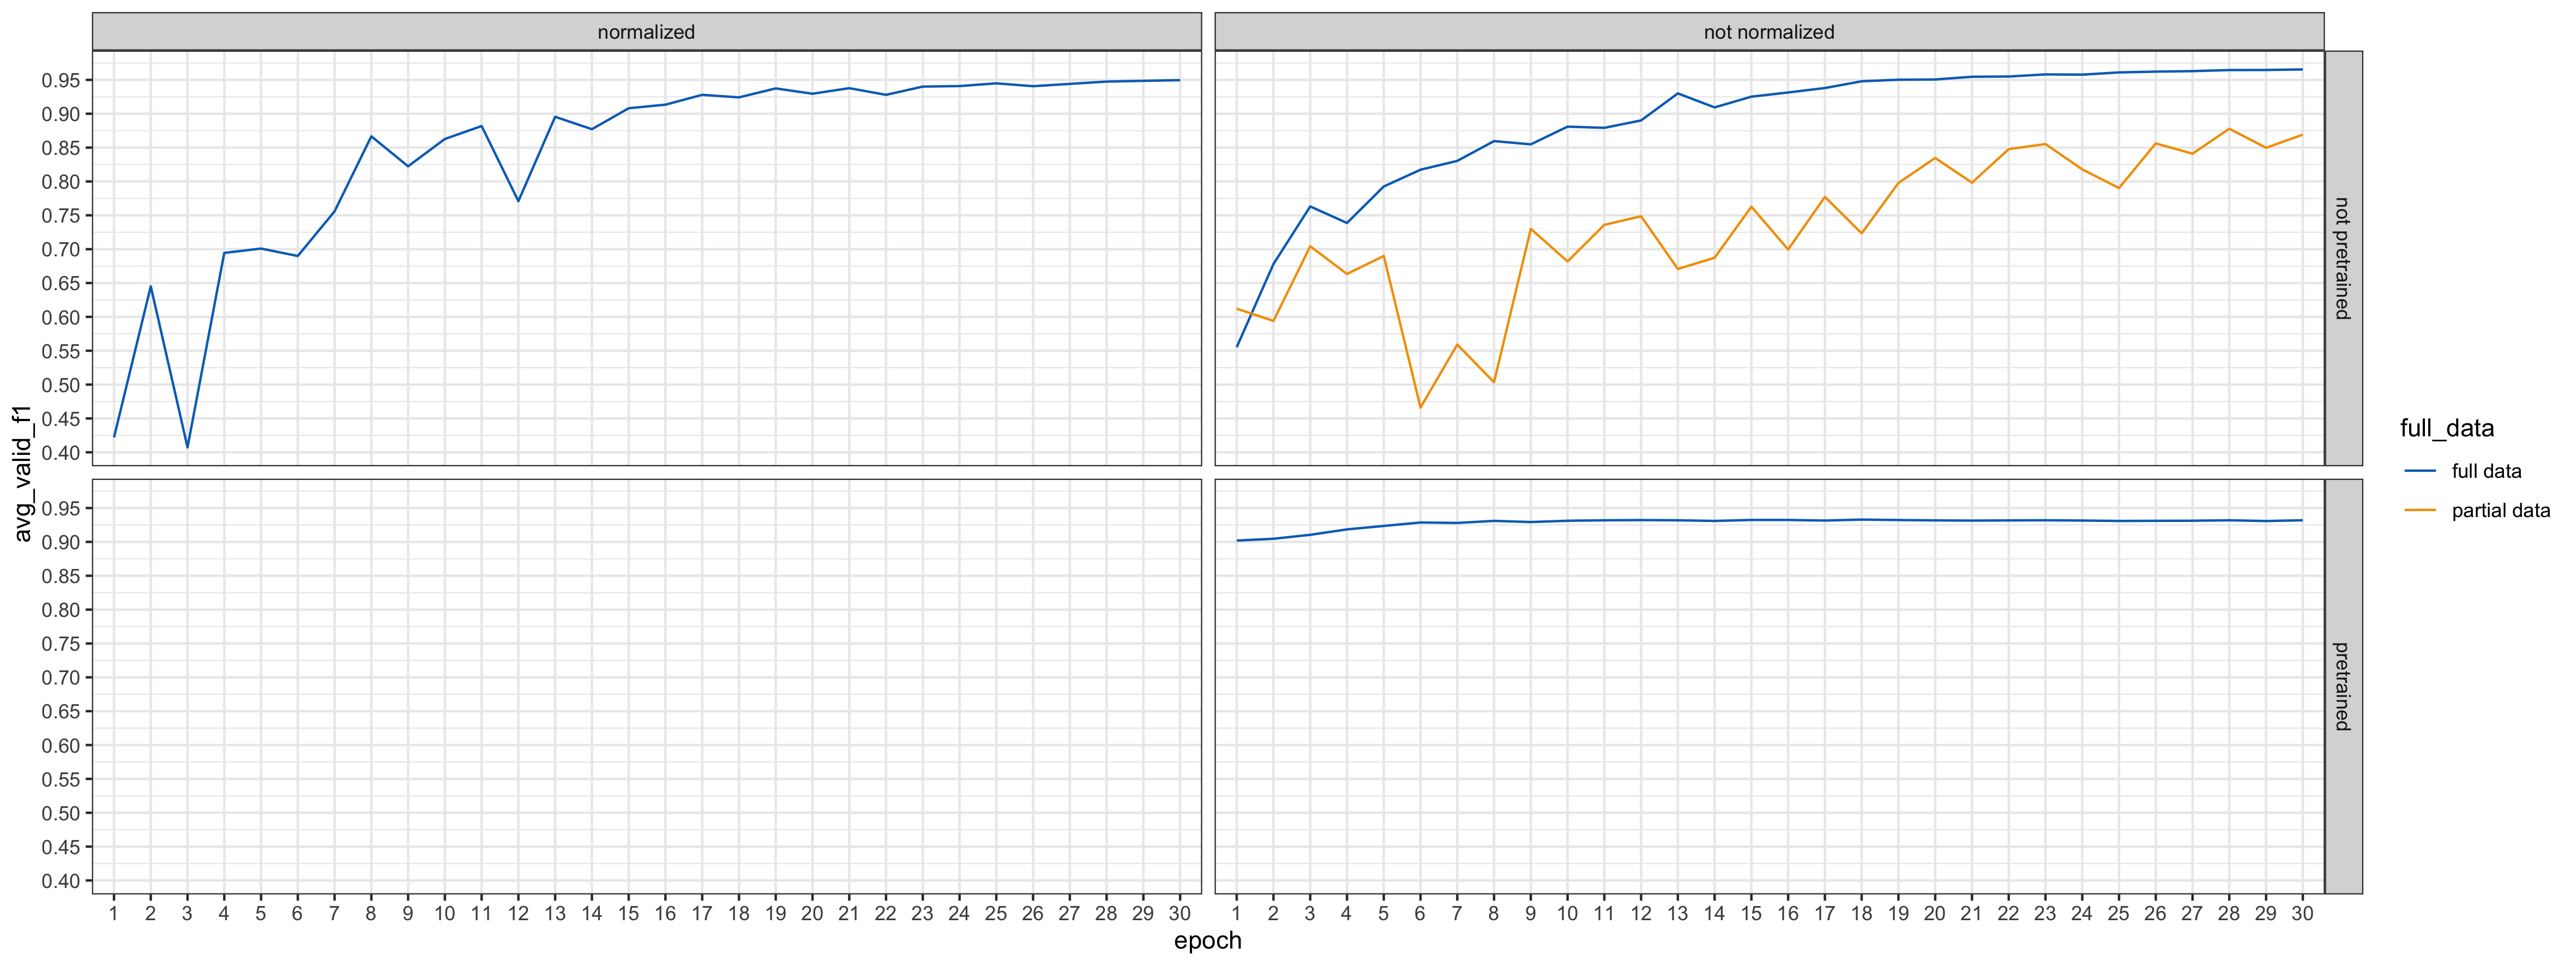 normalized
not normalized
avg_valid_f1
0.95
0.90
0.85
0.80
0.75
0.70
0.65
0.60
0.55
0.50
0.45
0.40
not pretrained
0.95
0.90
0.85
0.80
0.75
0.70
0.65
0.60
0.55
0.50
0.45
0.40
pretrained
1 2 3 4 5 6 7 8 9 10 11 12 13 14 15 16 17 18 19 20 21 22 23 24 25 26 27 28 29 30
1 2 3 4 5 6 7 8 9 10 11 12 13 14 15 16 17 18 19 20 21 22 23 24 25 26 27 28 29 30
epoch
full_data
full data
partial data